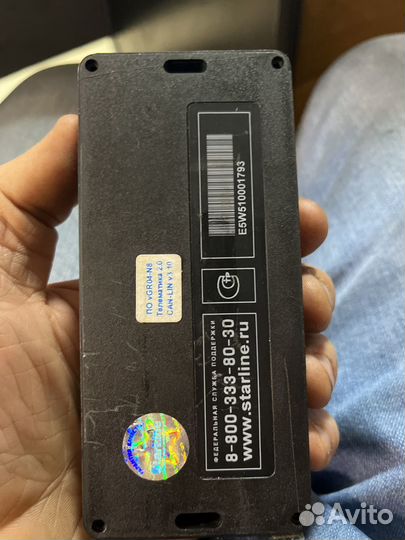 E5W510001793
ФЕДЕРАЛЬНАЯ СЛУЖБА ПОДДЕРЖКИ
8-800-333-80-30
www.starline.ru
ПО vGR04-N8
Телематика 2.0
CAN-LIN v3.10
Avito